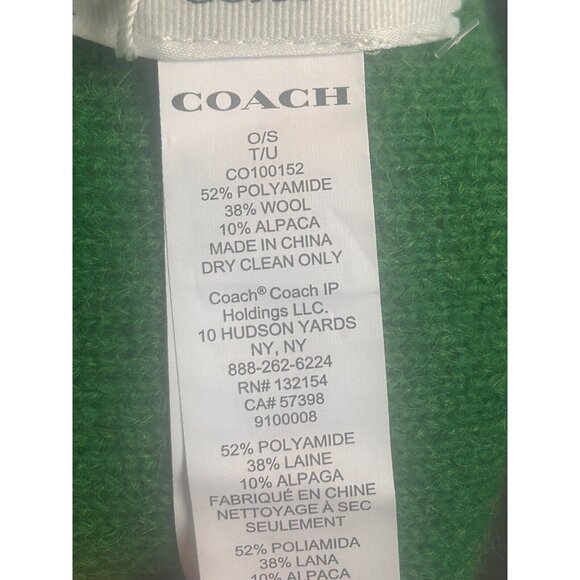 COACH
O/S
T/U
CO100152
52% POLYAMIDE
38% WOOL
10% ALPACA
MADE IN CHINA
DRY CLEAN ONLY
Coach® Coach IP
Holdings LLC.
10 HUDSON YARDS
NY, NY
888-262-6224
RN# 132154
CA# 57398
9100008
52% POLYAMIDE
38% LAINE
10% ALPAGA
FABRIQUÉ EN CHINE
NETTOYAGE À SEC
SEULEMENT
52% POLIAMIDA
38% LANA
10% ALPACA